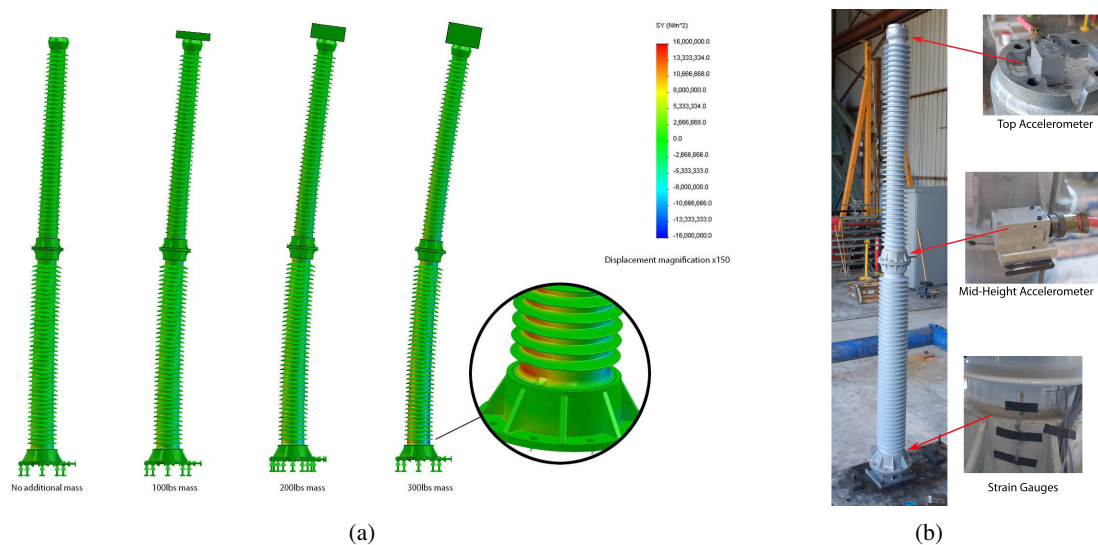 SY (N/m^2)
16,000,000.0
13,333,334.0
10,666,668.0
8,000,000.0
5,333,333.0
2,666,668.0
0.0
-2,666,666.0
-5,333,333.0
-8,000,000.0
-10,666,666.0
-13,333,333.0
-16,000,000.0
Displacement magnification x150
No additional mass
100lbs mass
200lbs mass
300lbs mass
(a)
Top Accelerometer
Mid-Height Accelerometer
Strain Gauges
(b)